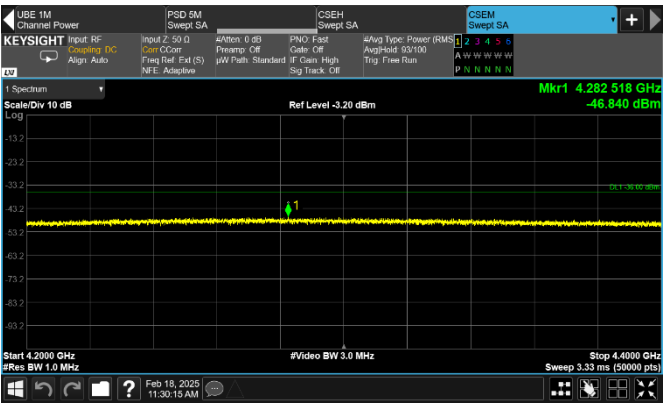 UBE 1M
Channel Power
PSD 5M
Swept SA
CSEH
Swept SA
CSEM
Swept SA
KEYSIGHT
Input: RF
Coupling: DC
Align: Auto
Input Z: 50 Ω
Corr CCorr
Freq Ref: Ext (S)
NFE: Adaptive
#Atten: 0 dB
Preamp: Off
µW Path: Standard
PNO: Fast
Gate: Off
IF Gain: High
Sig Track: Off
#Avg Type: Power (RMS
Avg|Hold: 93/100
Trig: Free Run
1 2 3 4 5 6
A W W W W W
P N N N N N
LXI
1 Spectrum
Scale/Div 10 dB
Ref Level -3.20 dBm
Mkr1 4.282 518 GHz
-46.840 dBm
Log
-13.2
-23.2
-33.2
DL1 -36.00 dBm
-43.2
1
-53.2
-63.2
-73.2
-83.2
-93.2
Start 4.2000 GHz
#Video BW 3.0 MHz
Stop 4.4000 GHz
#Res BW 1.0 MHz
Sweep 3.33 ms (50000 pts)
?
Feb 18, 2025
11:30:15 AM